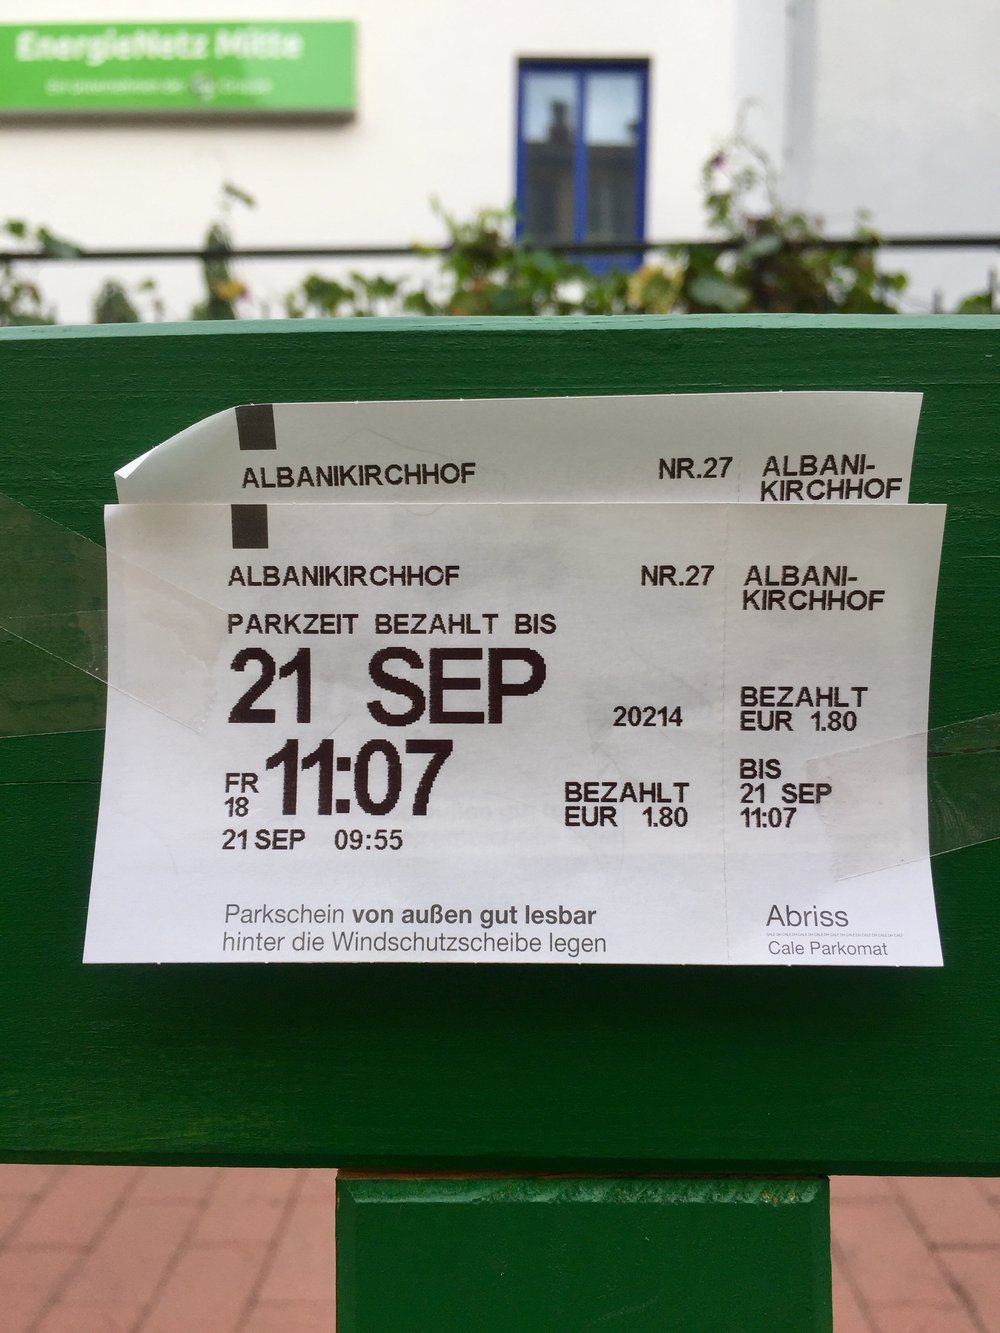 EnergieNetz Mitte
ALBANIKIRCHHOF NR.27 ALBANI-
KIRCHHOF
ALBANIKIRCHHOF NR.27 ALBANI-
KIRCHHOF
PARKZEIT BEZAHLT BIS
21 SEP 20214 BEZAHLT
EUR 1.80
FR
18
11:07
BEZAHLT
EUR 1.80
BIS
21 SEP
11:07
21 SEP 09:55
Parkschein von außen gut lesbar
hinter die Windschutzscheibe legen
Abriss
Cale Parkomat